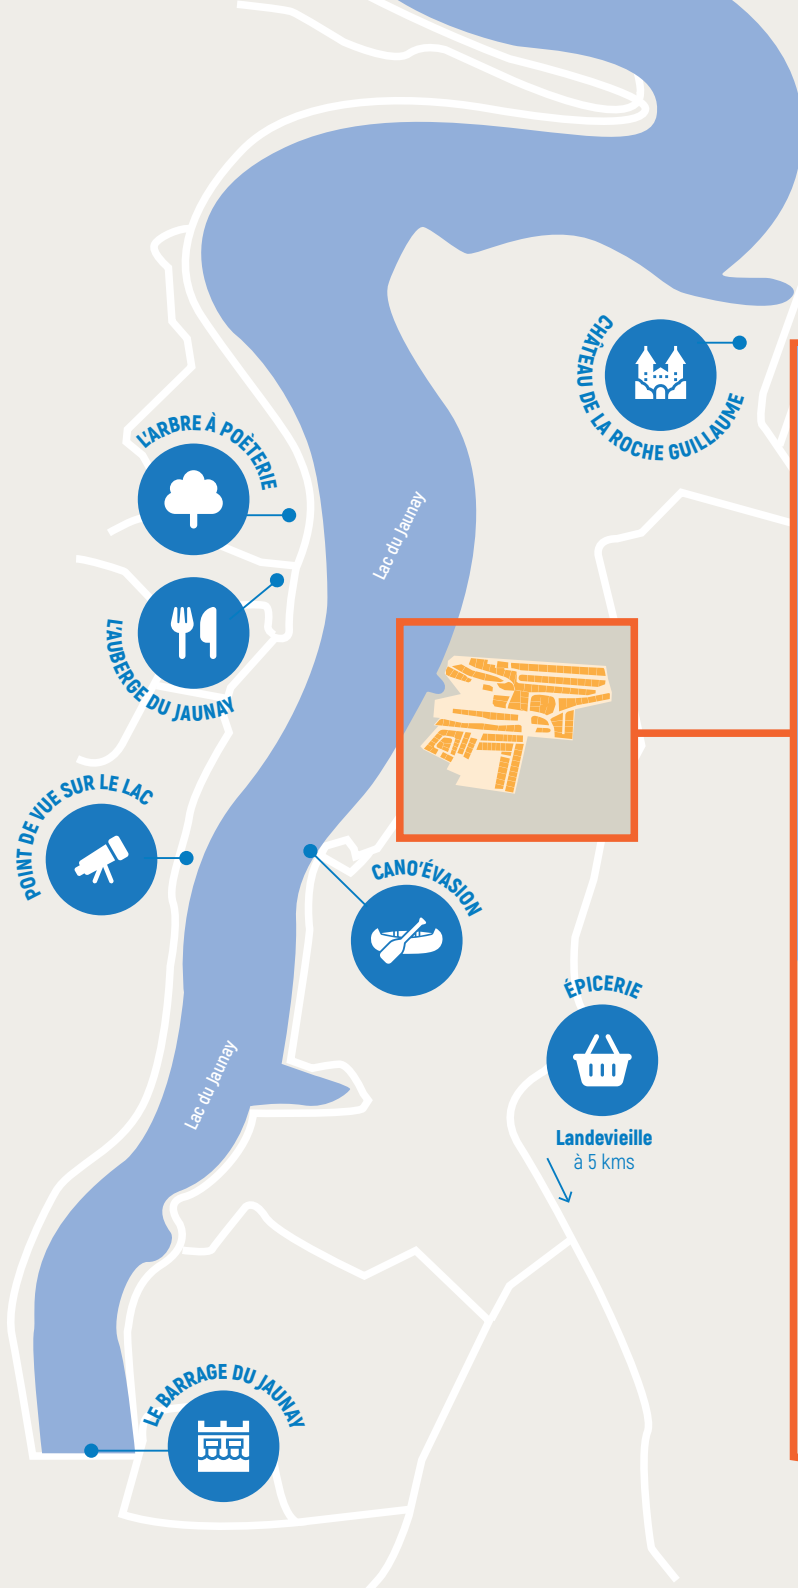 CHÂTEAU DE LA ROCHE GUILLAUME
L'ARBRE À POÈTERIE
Lac du Jaunay
L'AUBERGE DU JAUNAY
POINT DE VUE SUR LE LAC
CANO'ÉVASION
ÉPICERIE
Landevieille
à 5 kms
Lac du Jaunay
LE BARRAGE DU JAUNAY